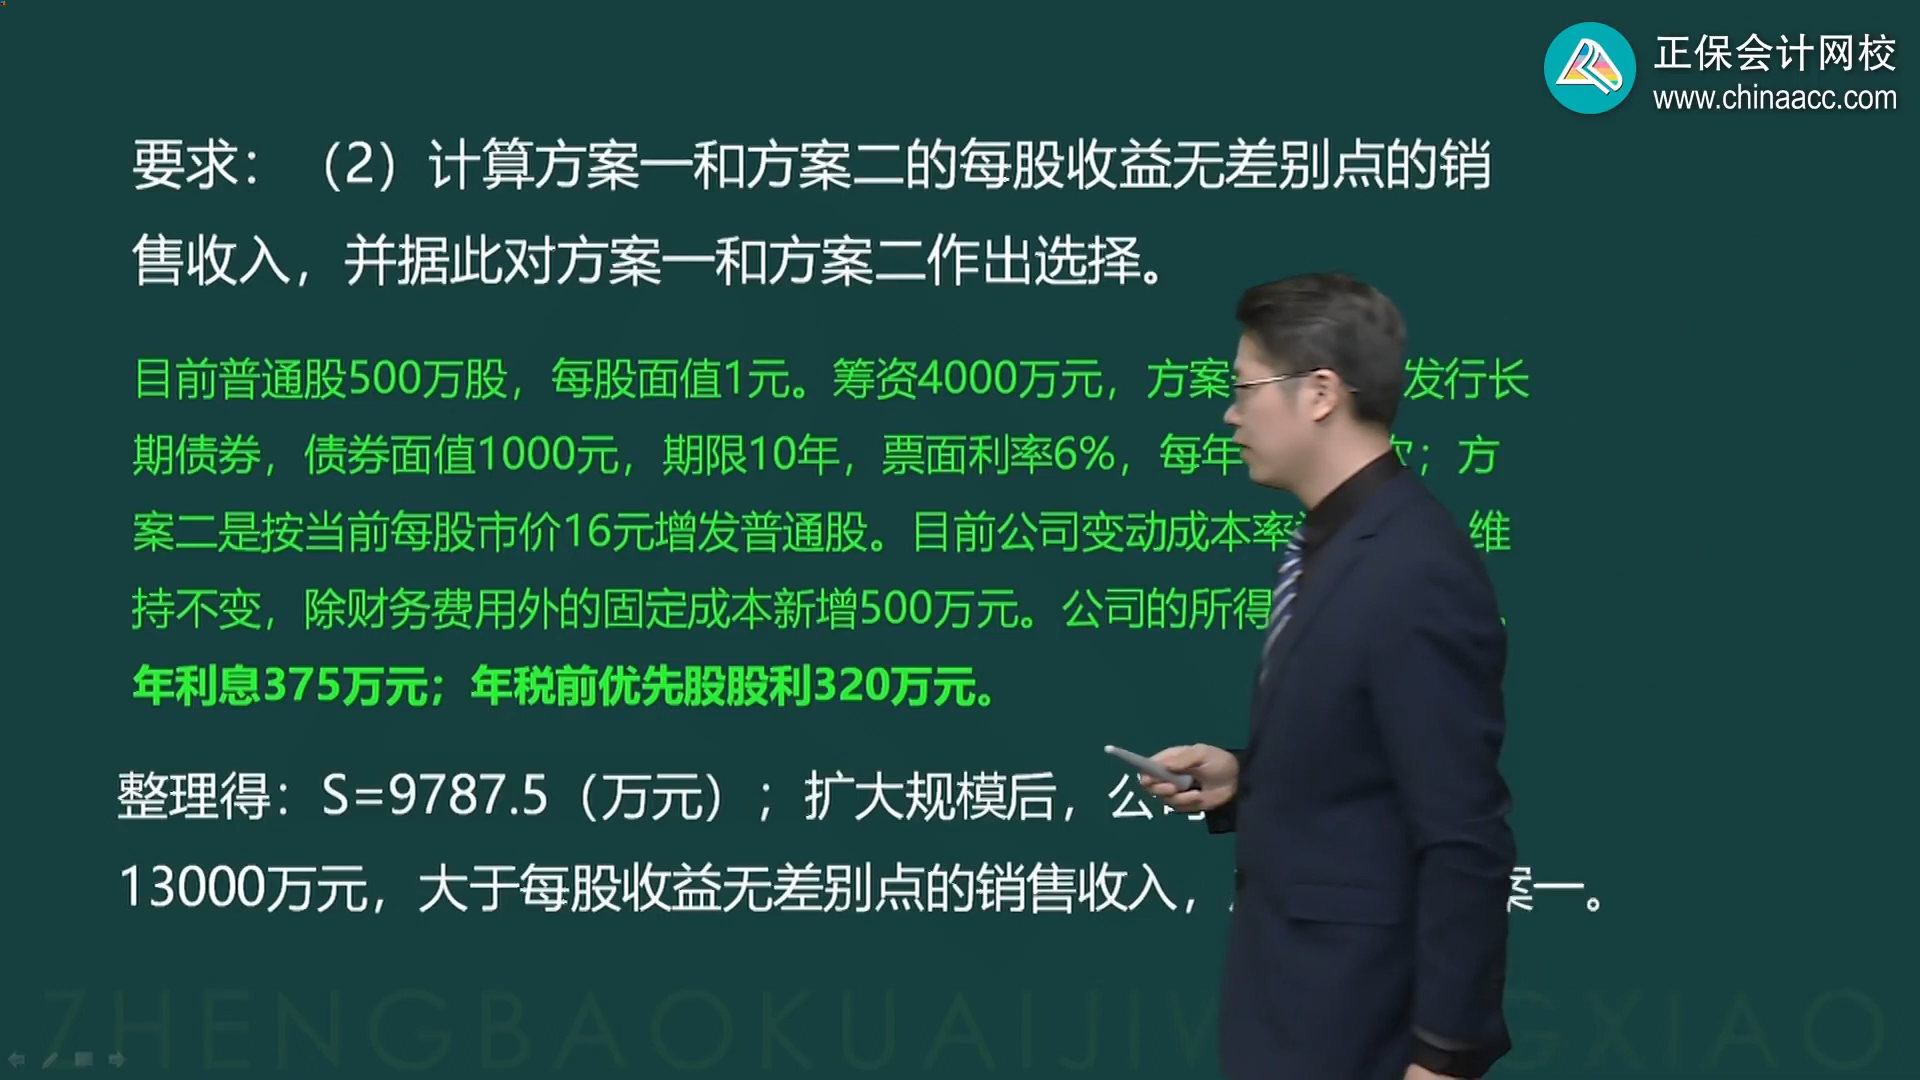 正保会计网校
www.chinaacc.com
要求：（2）计算方案一和方案二的每股收益无差别点的销
售收入，并据此对方案一和方案二作出选择。
目前普通股500万股，每股面值1元。筹资4000万元，方案 发行长
期债券，债券面值1000元，期限10年，票面利率6%，每年 次；方
案二是按当前每股市价16元增发普通股。目前公司变动成本率 维
持不变，除财务费用外的固定成本新增500万元。公司的所得
年利息375万元；年税前优先股股利320万元。
整理得：S=9787.5（万元）；扩大规模后，公司
13000万元，大于每股收益无差别点的销售收入， 案一。
ZHENGBAOKUAIJIW GXIAO